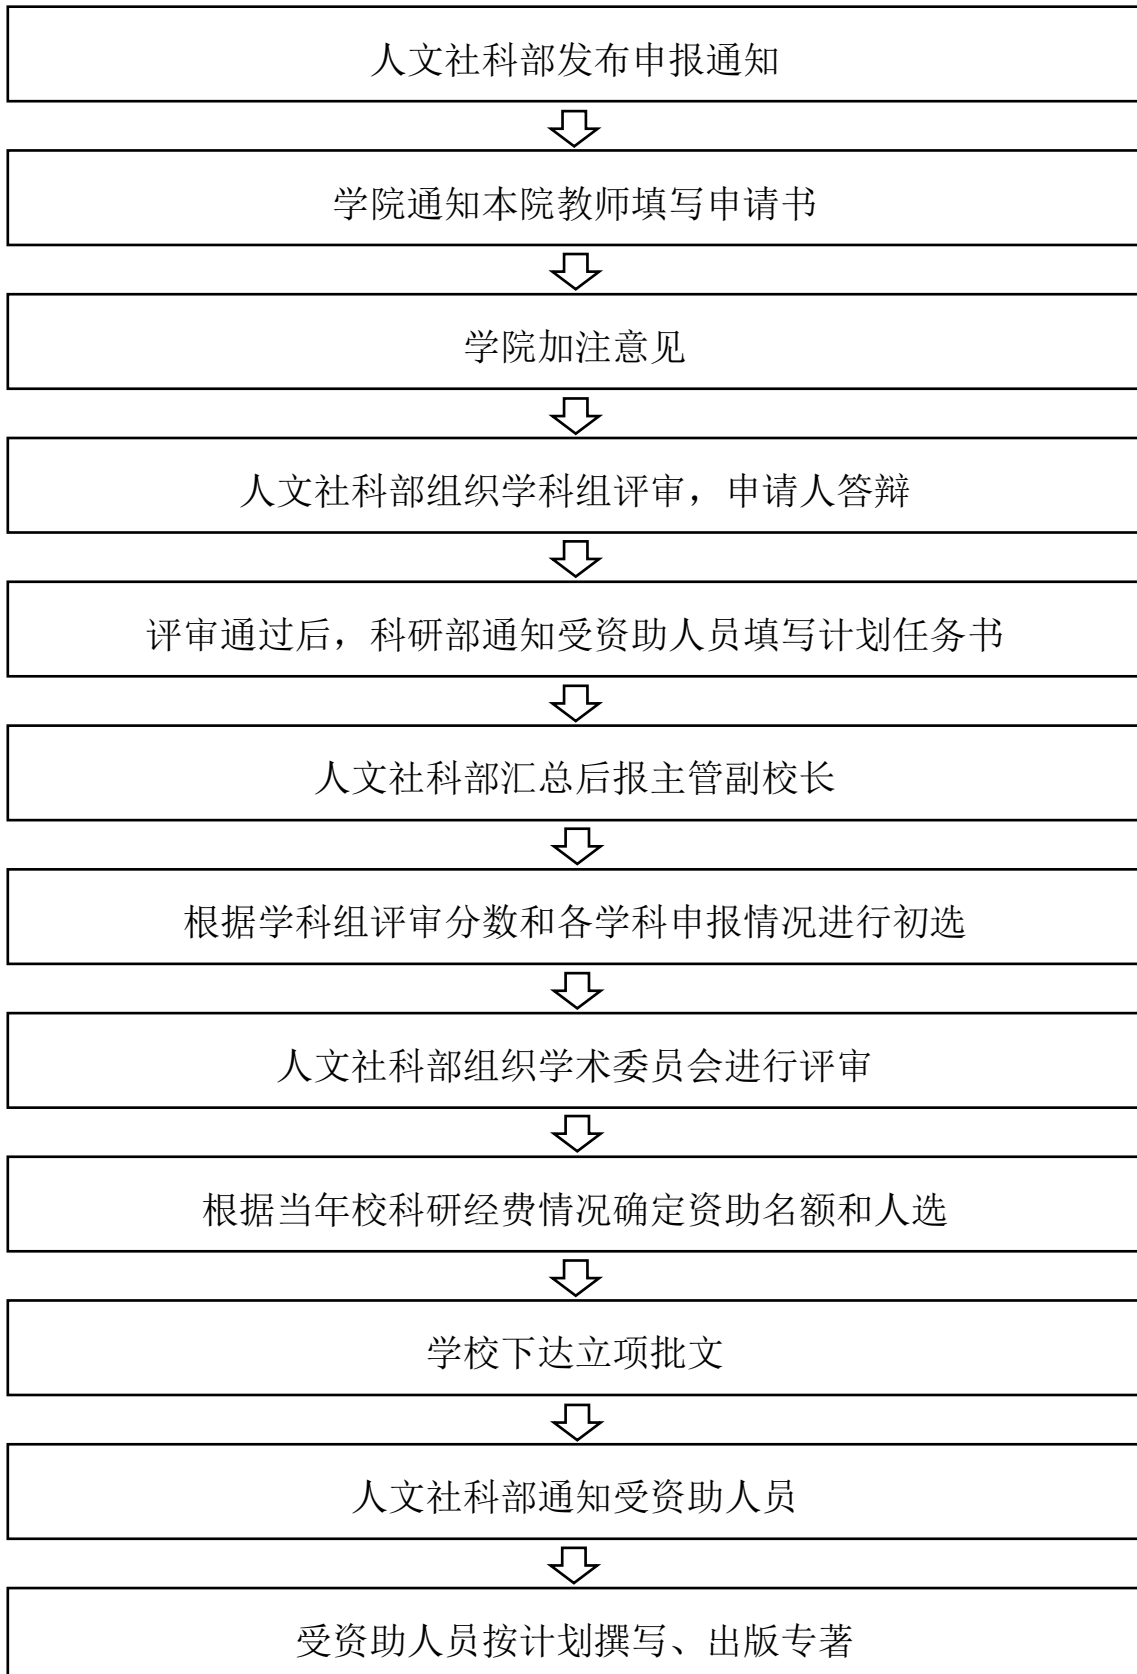 人文社科部发布申报通知
学院通知本院教师填写申请书
学院加注意见
人文社科部组织学科组评审，申请人答辩
评审通过后，科研部通知受资助人员填写计划任务书
人文社科部汇总后报主管副校长
根据学科组评审分数和各学科申报情况进行初选
人文社科部组织学术委员会进行评审
根据当年校科研经费情况确定资助名额和人选
学校下达立项批文
人文社科部通知受资助人员
受资助人员按计划撰写、出版专著